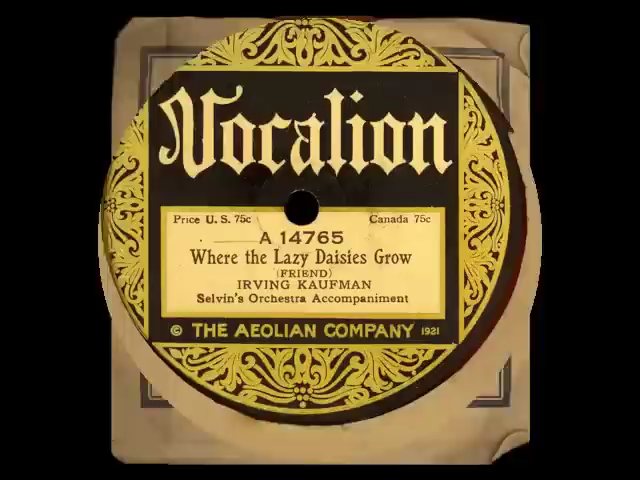 Vocalion
Price U. S. 75c Canada 75c
A 14765
Where the Lazy Daisies Grow
(FRIEND)
IRVING KAUFMAN
Selvin's Orchestra Accompaniment
© THE AEOLIAN COMPANY 1921